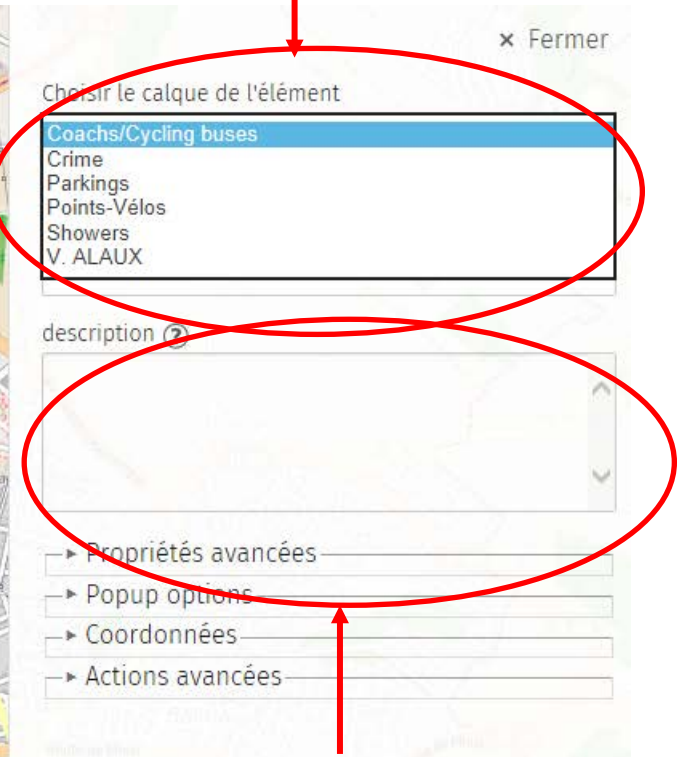 × Fermer
Choisir le calque de l'élément
Coachs/Cycling buses
Crime
Parkings
Points-Vélos
Showers
V. ALAUX
description ?
Propriétés avancées
Popup options
Coordonnées
Actions avancées